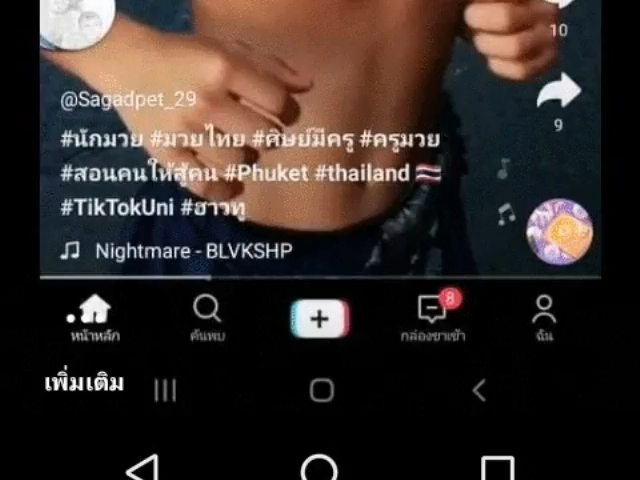 10
@Sagadpet_29
9
#นักมวย #มวยไทย #ศิษย์มีครู #ครูมวย
#สอนคนให้สู้คน #Phuket #thailand 🇹🇭
#TikTokUni #ฮาวทู
Nightmare - BLVKSHP
8
หน้าหลัก
ค้นพบ
กล่องขาเข้า
ฉัน
เพิ่มเติม